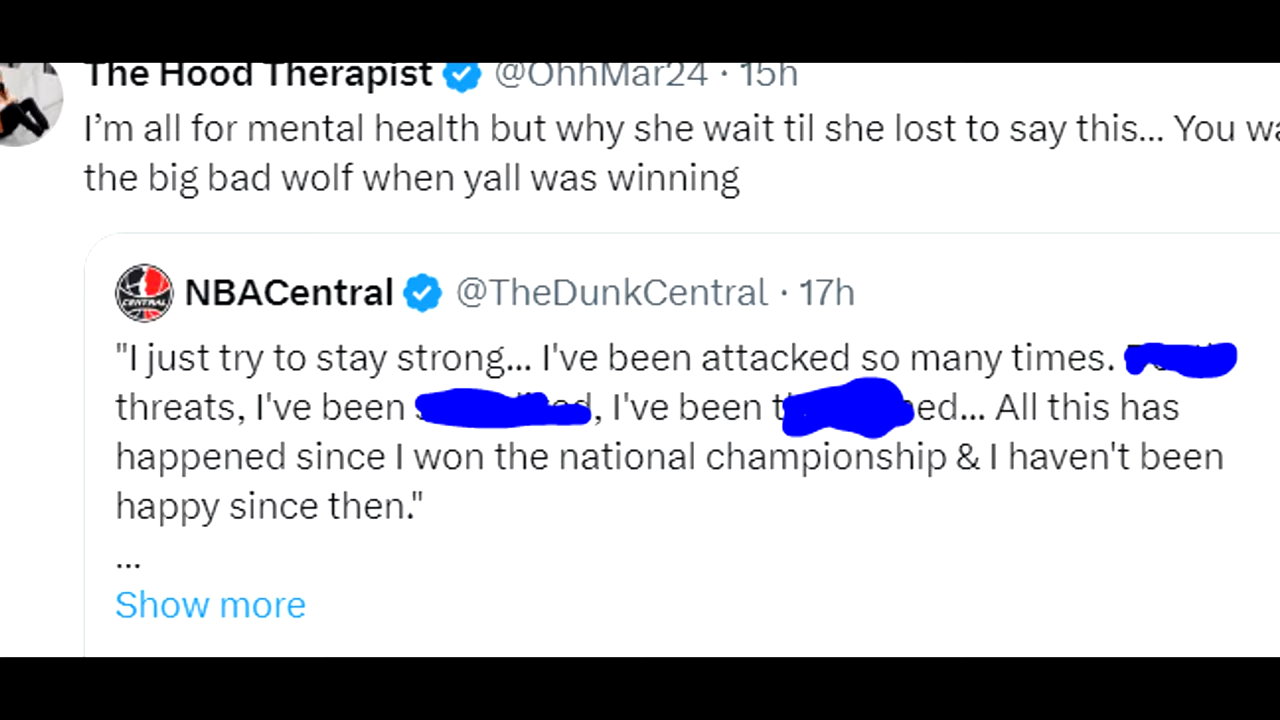 The Hood Therapist @OhhMar24 · 15h
I’m all for mental health but why she wait til she lost to say this... You wa
the big bad wolf when yall was winning
CENTRAL
NBACentral @TheDunkCentral · 17h
"I just try to stay strong... I've been attacked so many times.
threats, I've been , I've been ... All this has
happened since I won the national championship & I haven't been
happy since then."
...
Show more